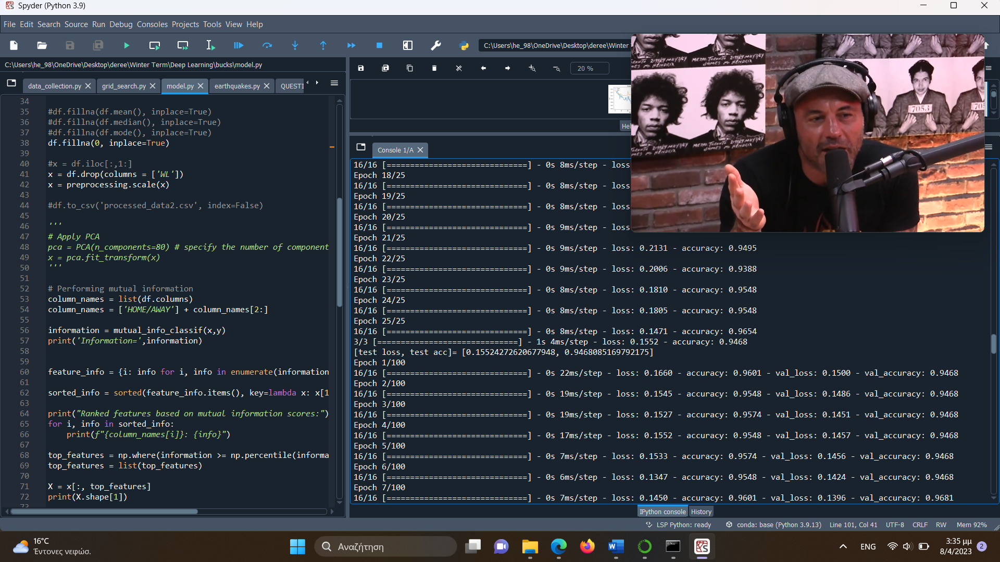 Spyder (Python 3.9)
File Edit Search Source Run Debug Consoles Projects Tools View Help
C:\Users\he_98\OneDrive\Desktop\deree\Winter
C:\Users\he_98\OneDrive\Desktop\deree\Winter Term\Deep Learning\bucks\model.py
data_collection.py
grid_search.py
model.py
earthquakes.py
QUESTI
34
35 #df.fillna(df.mean(), inplace=True)
36 #df.fillna(df.median(), inplace=True)
37 #df.fillna(df.mode(), inplace=True)
38 df.fillna(0, inplace=True)
39
40 #x = df.iloc[:,1:]
41 x = df.drop(columns = ['WL'])
42 x = preprocessing.scale(x)
43
44 #df.to_csv('processed_data2.csv', index=False)
45
46 '''
47 # Apply PCA
48 pca = PCA(n_components=80) # specify the number of component
49 x = pca.fit_transform(x)
50 '''
51
52 # Performing mutual information
53 column_names = list(df.columns)
54 column_names = ['HOME/AWAY'] + column_names[2:]
55
56 information = mutual_info_classif(x,y)
57 print('Information=',information)
58
59
60 feature_info = {i: info for i, info in enumerate(information
61
62 sorted_info = sorted(feature_info.items(), key=lambda x: x[1
63
64 print("Ranked features based on mutual information scores:")
65 for i, info in sorted_info:
66 print(f"{column_names[i]}: {info}")
67
68 top_features = np.where(information >= np.percentile(informa
69 top_features = list(top_features)
70
71 X = x[:, top_features]
72 print(X.shape[1])
73
20 %
Hel
Console 1/A
16/16 [==============================] - 0s 8ms/step - loss
Epoch 18/25
16/16 [==============================] - 0s 8ms/step - loss
Epoch 19/25
16/16 [==============================] - 0s 8ms/step - loss
Epoch 20/25
16/16 [==============================] - 0s 9ms/step - loss
Epoch 21/25
16/16 [==============================] - 0s 9ms/step - loss: 0.2131 - accuracy: 0.9495
Epoch 22/25
16/16 [==============================] - 0s 9ms/step - loss: 0.2006 - accuracy: 0.9388
Epoch 23/25
16/16 [==============================] - 0s 8ms/step - loss: 0.1810 - accuracy: 0.9548
Epoch 24/25
16/16 [==============================] - 0s 8ms/step - loss: 0.1805 - accuracy: 0.9548
Epoch 25/25
16/16 [==============================] - 0s 8ms/step - loss: 0.1471 - accuracy: 0.9654
3/3 [==============================] - 1s 4ms/step - loss: 0.1552 - accuracy: 0.9468
[test loss, test acc]= [0.15524272620677948, 0.9468085169792175]
Epoch 1/100
16/16 [==============================] - 0s 22ms/step - loss: 0.1660 - accuracy: 0.9601 - val_loss: 0.1500 - val_accuracy: 0.9468
Epoch 2/100
16/16 [==============================] - 0s 19ms/step - loss: 0.1545 - accuracy: 0.9548 - val_loss: 0.1486 - val_accuracy: 0.9468
Epoch 3/100
16/16 [==============================] - 0s 19ms/step - loss: 0.1527 - accuracy: 0.9574 - val_loss: 0.1451 - val_accuracy: 0.9468
Epoch 4/100
16/16 [==============================] - 0s 17ms/step - loss: 0.1552 - accuracy: 0.9548 - val_loss: 0.1457 - val_accuracy: 0.9468
Epoch 5/100
16/16 [==============================] - 0s 7ms/step - loss: 0.1533 - accuracy: 0.9574 - val_loss: 0.1456 - val_accuracy: 0.9468
Epoch 6/100
16/16 [==============================] - 0s 6ms/step - loss: 0.1347 - accuracy: 0.9548 - val_loss: 0.1424 - val_accuracy: 0.9468
Epoch 7/100
16/16 [==============================] - 0s 7ms/step - loss: 0.1450 - accuracy: 0.9601 - val_loss: 0.1396 - val_accuracy: 0.9681
IPython console History
LSP Python: ready conda: base (Python 3.9.13) Line 101, Col 41 UTF-8 CRLF RW Mem 92%
705.3
16°C
Έντονες νεφώσ.
Αναζήτηση
ENG
3:35 μμ
8/4/2023
2